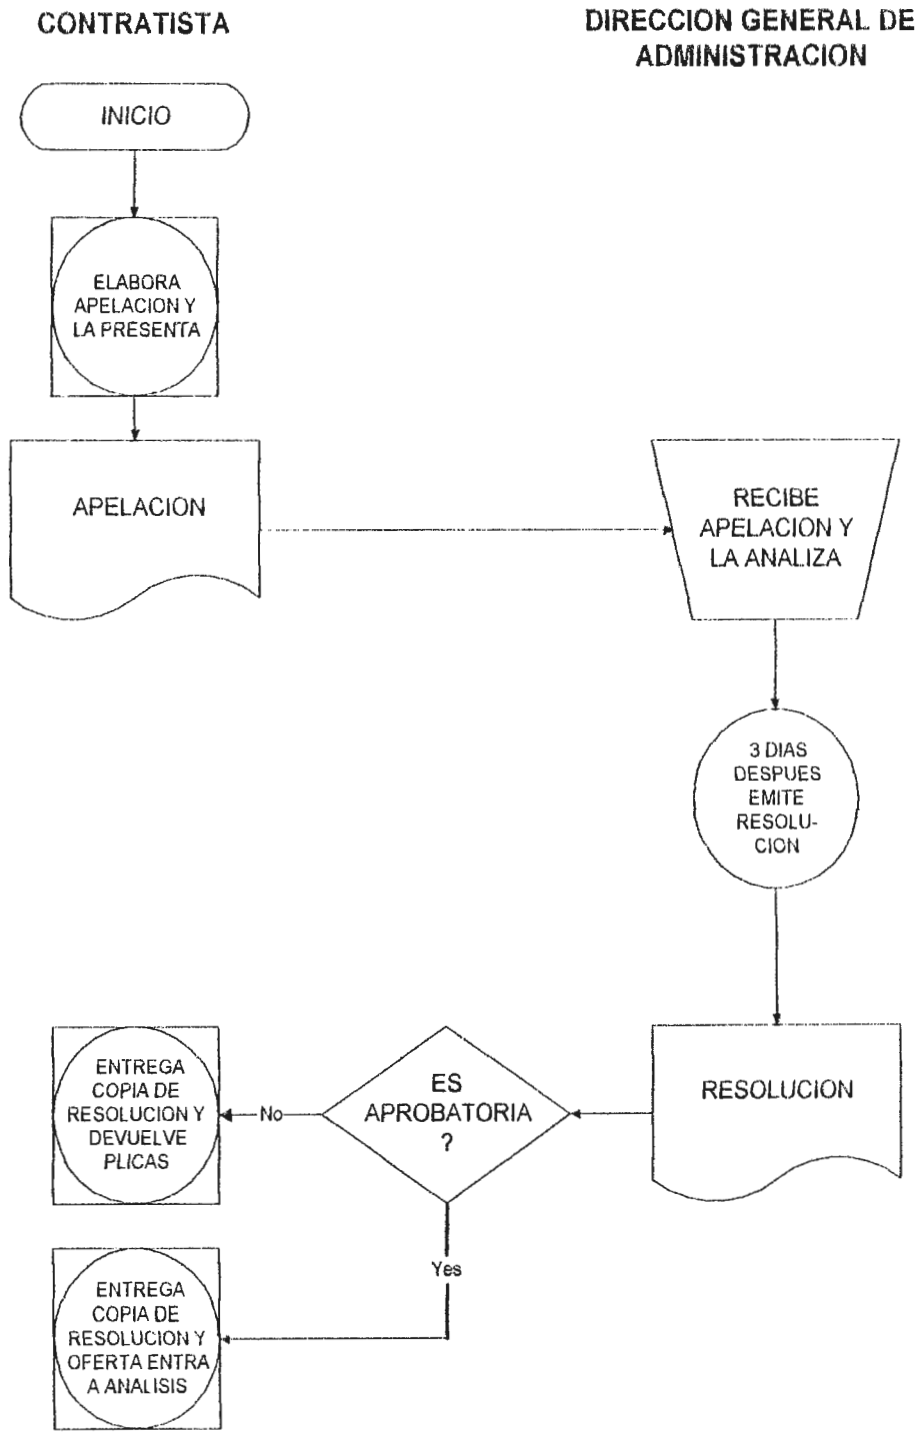 CONTRATISTA
DIRECCION GENERAL DE
ADMINISTRACION
INICIO
ELABORA
APELACION Y
LA PRESENTA
APELACION
RECIBE
APELACION Y
LA ANALIZA
3 DIAS
DESPUES
EMITE
RESOLU-
CION
RESOLUCION
ES
APROBATORIA
?
No
ENTREGA
COPIA DE
RESOLUCION Y
DEVUELVE
PLICAS
Yes
ENTREGA
COPIA DE
RESOLUCION Y
OFERTA ENTRA
A ANALISIS